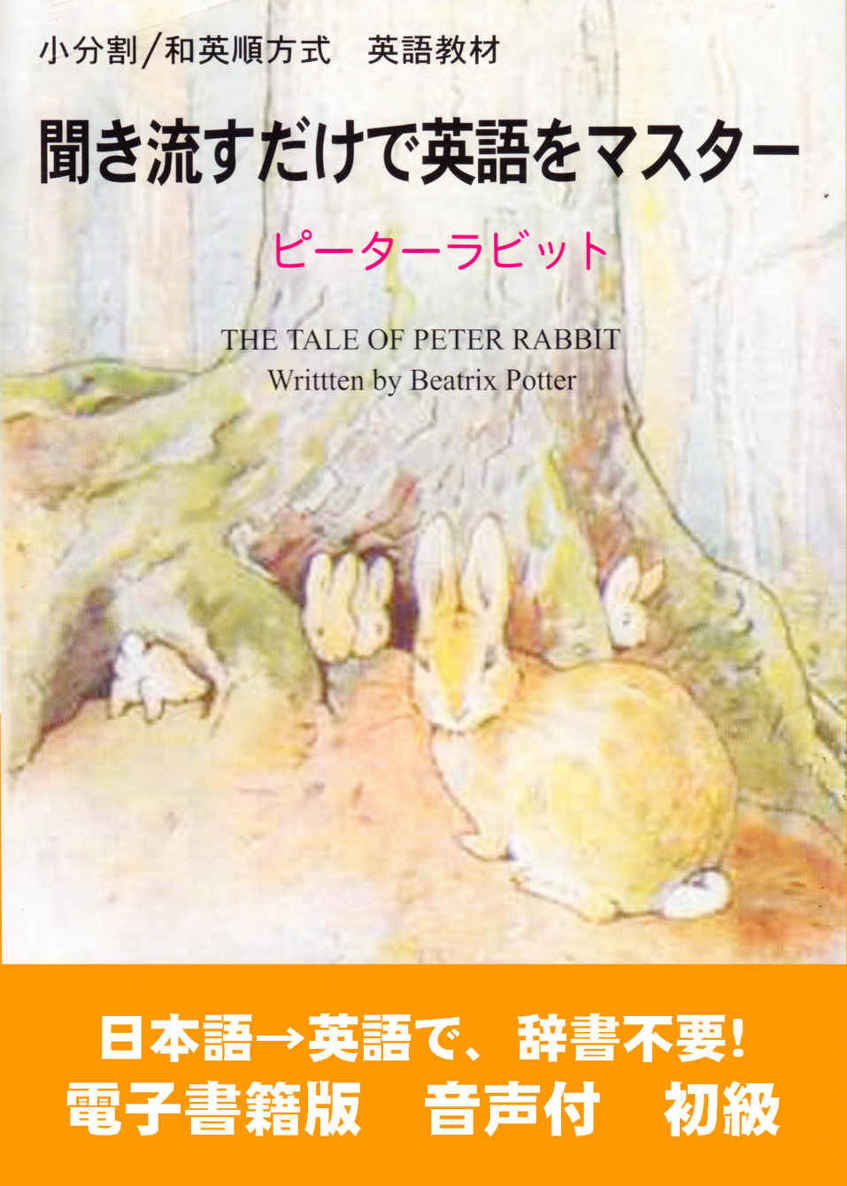 小分割/和英順方式　英語教材
聞き流すだけで英語をマスター
ピーターラビット
THE TALE OF PETER RABBIT
Writtten by Beatrix Potter
日本語→英語で、辞書不要!
電子書籍版　音声付　初級